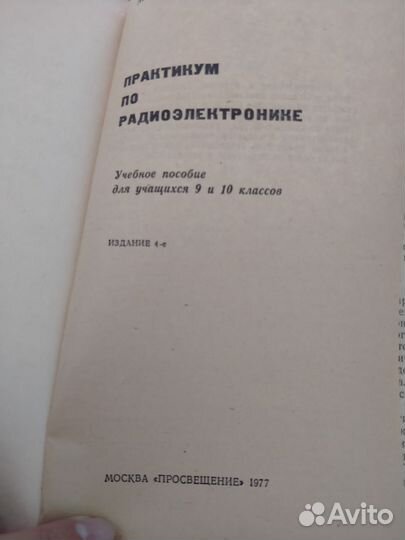 ПРАКТИКУМ
ПО
РАДИОЭЛЕКТРОНИКЕ
Учебное пособие
для учащихся 9 и 10 классов
ИЗДАНИЕ 4-е
МОСКВА «ПРОСВЕЩЕНИЕ» 1977
Avito